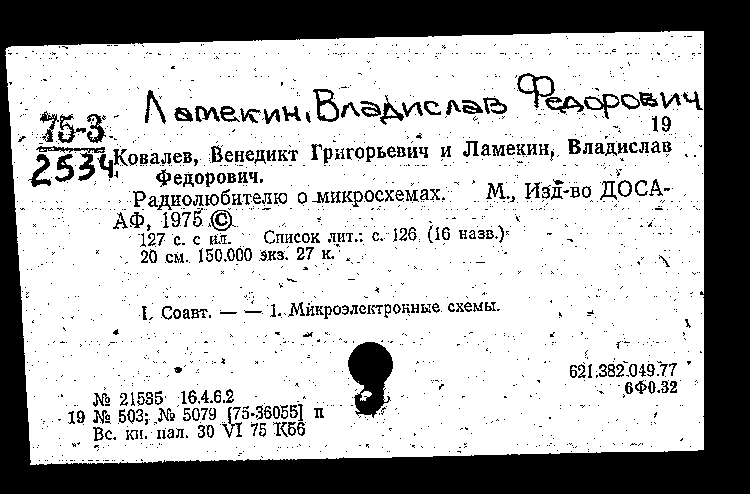 Ламекин, Владислав Федорович
75-3
2534
19
Ковалев, Венедикт Григорьевич и Ламекин, Владислав
Федорович.
Радиолюбителю о микросхемах. М., Изд-во ДОСА-
АФ, 1975 ©
127 с. с ил. Список лит.: с. 126 (16 назв.)
20 см. 150.000 экз. 27 к.
I. Соавт. — — 1. Микроэлектронные схемы.
621.382.049.77
6Ф0.32
№ 21535 16.4.6.2
19 № 503; № 5079 [75-36055] п
Вс. кн. пал. 30 VI 75 К56